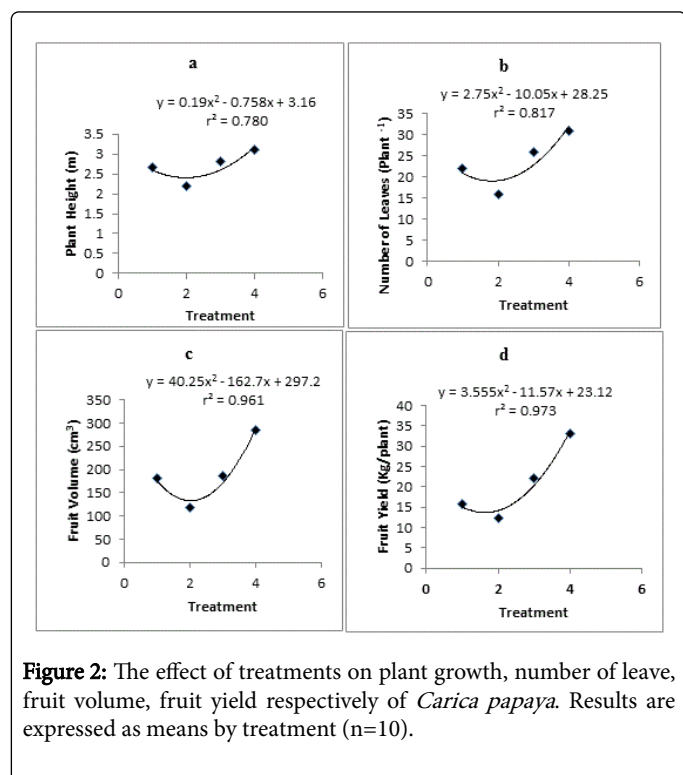 a
y = 0.19x² - 0.758x + 3.16
r² = 0.780
3.5
3
2.5
2
1.5
1
0.5
0
Plant Height (m)
0 2 4 6
Treatment
b
y = 2.75x² - 10.05x + 28.25
r² = 0.817
35
30
25
20
15
10
5
0
Number of Leaves (Plant ⁻¹)
0 2 4 6
Treatment
c
y = 40.25x² - 162.7x + 297.2
r² = 0.961
350
300
250
200
150
100
50
0
Fruit Volume (cm³)
0 2 4 6
Treatment
d
y = 3.555x² - 11.57x + 23.12
r² = 0.973
40
35
30
25
20
15
10
5
0
Fruit Yield (Kg/plant)
0 2 4 6
Treatment
Figure 2: The effect of treatments on plant growth, number of leave,
fruit volume, fruit yield respectively of Carica papaya. Results are
expressed as means by treatment (n=10).